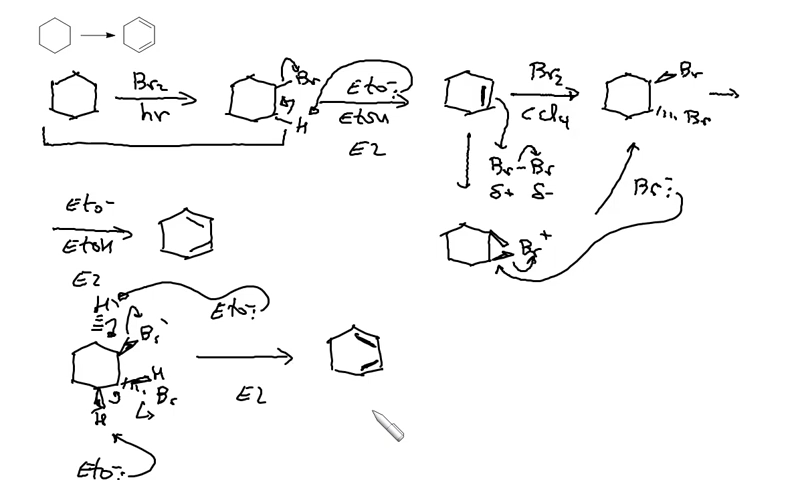 Br₂
hν
Br
H
EtO⁻:
EtOH
E2
Br₂
CCl₄
Br
Br
Br–Br
δ+ δ-
Br:⁻
Br⁺
EtO⁻
EtOH
E2
H
EtO⁻:
Br
H
Br
H
E2
EtO⁻: